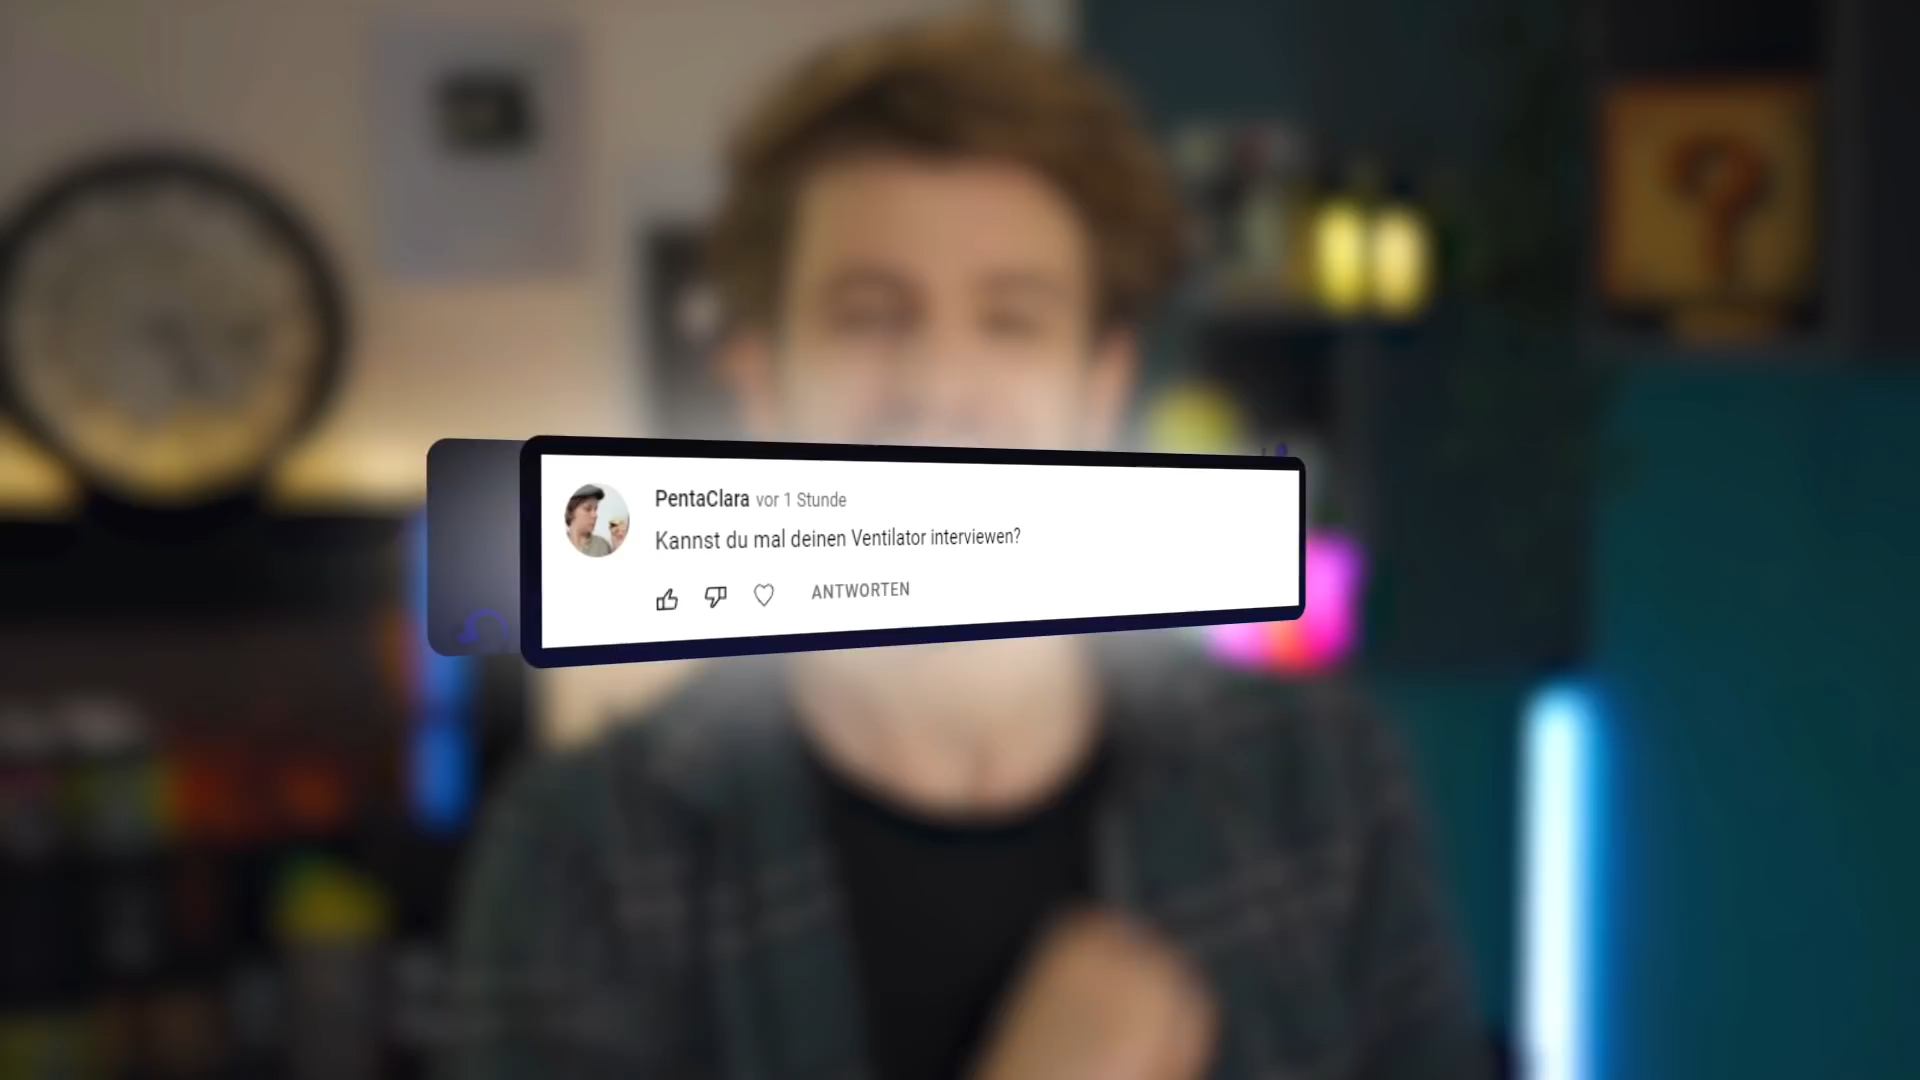 PentaClara vor 1 Stunde
Kannst du mal deinen Ventilator interviewen?
ANTWORTEN